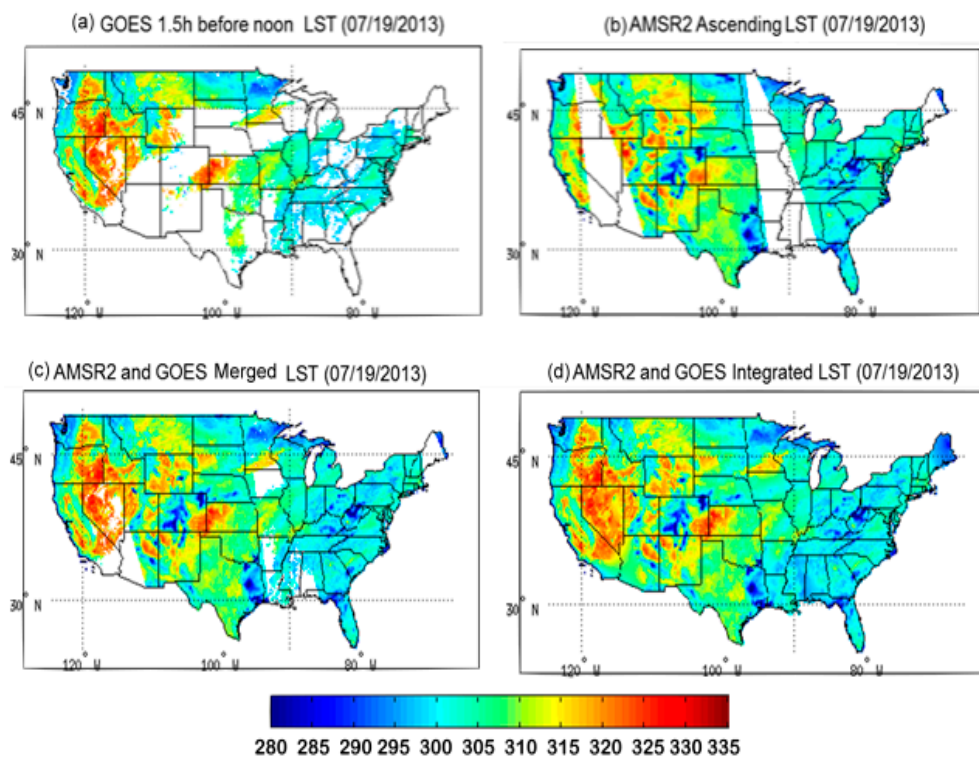 (a) GOES 1.5h before noon LST (07/19/2013)
45° N
30° N
120° W 100° W 80° W
(b) AMSR2 Ascending LST (07/19/2013)
45° N
30° N
120° W 100° W 80° W
(c) AMSR2 and GOES Merged LST (07/19/2013)
45° N
30° N
120° W 100° W 80° W
(d) AMSR2 and GOES Integrated LST (07/19/2013)
45° N
30° N
120° W 100° W 80° W
280 285 290 295 300 305 310 315 320 325 330 335